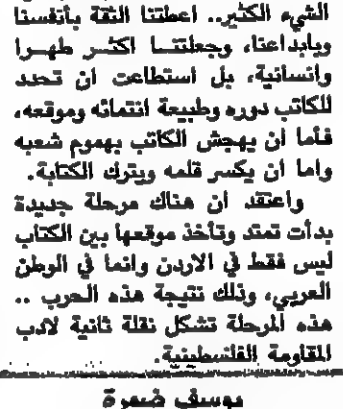 الشيء الكثير.. اعطتنا الثقة بأنفسنا
وبابداعنا، وجعلتنا اكثر طهرا
وانسانية، بل استطاعت ان تحدد
للكاتب دوره وطبيعة انتمائه وموقعه،
فأما ان يهجش الكاتب بهموم شعبه
واما ان يكسر قلمه ويترك الكتابة.
واعتقد ان هناك مرحلة جديدة
بدأت تمتد وتأخذ موقعها بين الكتاب
ليس فقط في الاردن وانما في الوطن
العربي، وذلك نتيجة هذه الحرب ..
هذه المرحلة تشكل نقلة ثانية لادب
المقاومة الفلسطينية.
يوسف ضمرة